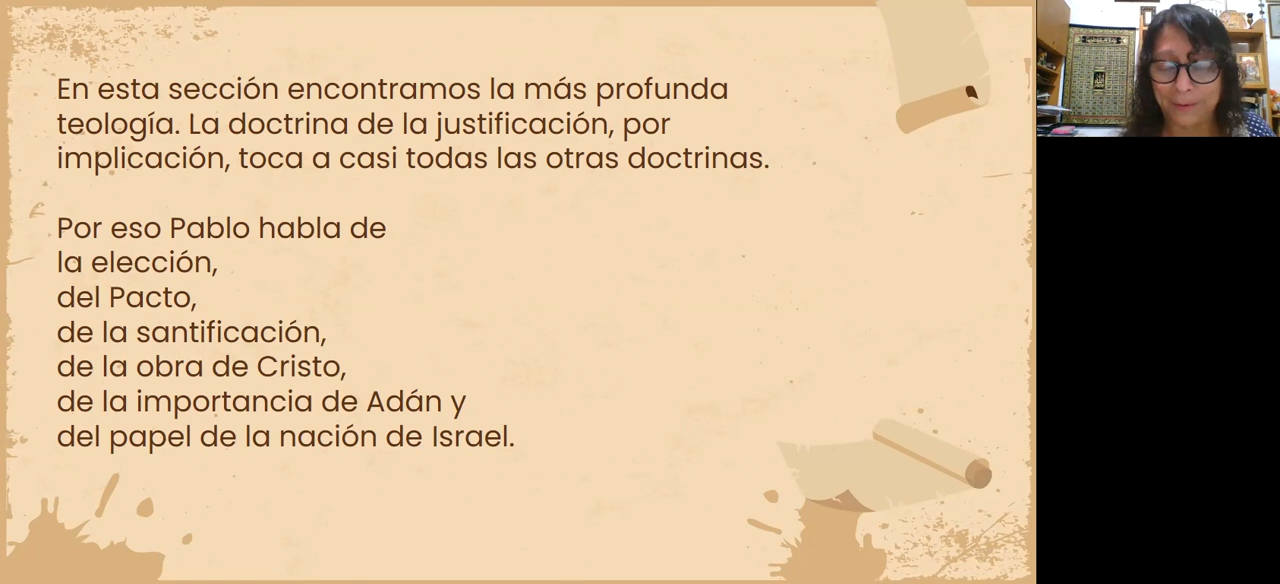 En esta sección encontramos la más profunda
teología. La doctrina de la justificación, por
implicación, toca a casi todas las otras doctrinas.
Por eso Pablo habla de
la elección,
del Pacto,
de la santificación,
de la obra de Cristo,
de la importancia de Adán y
del papel de la nación de Israel.